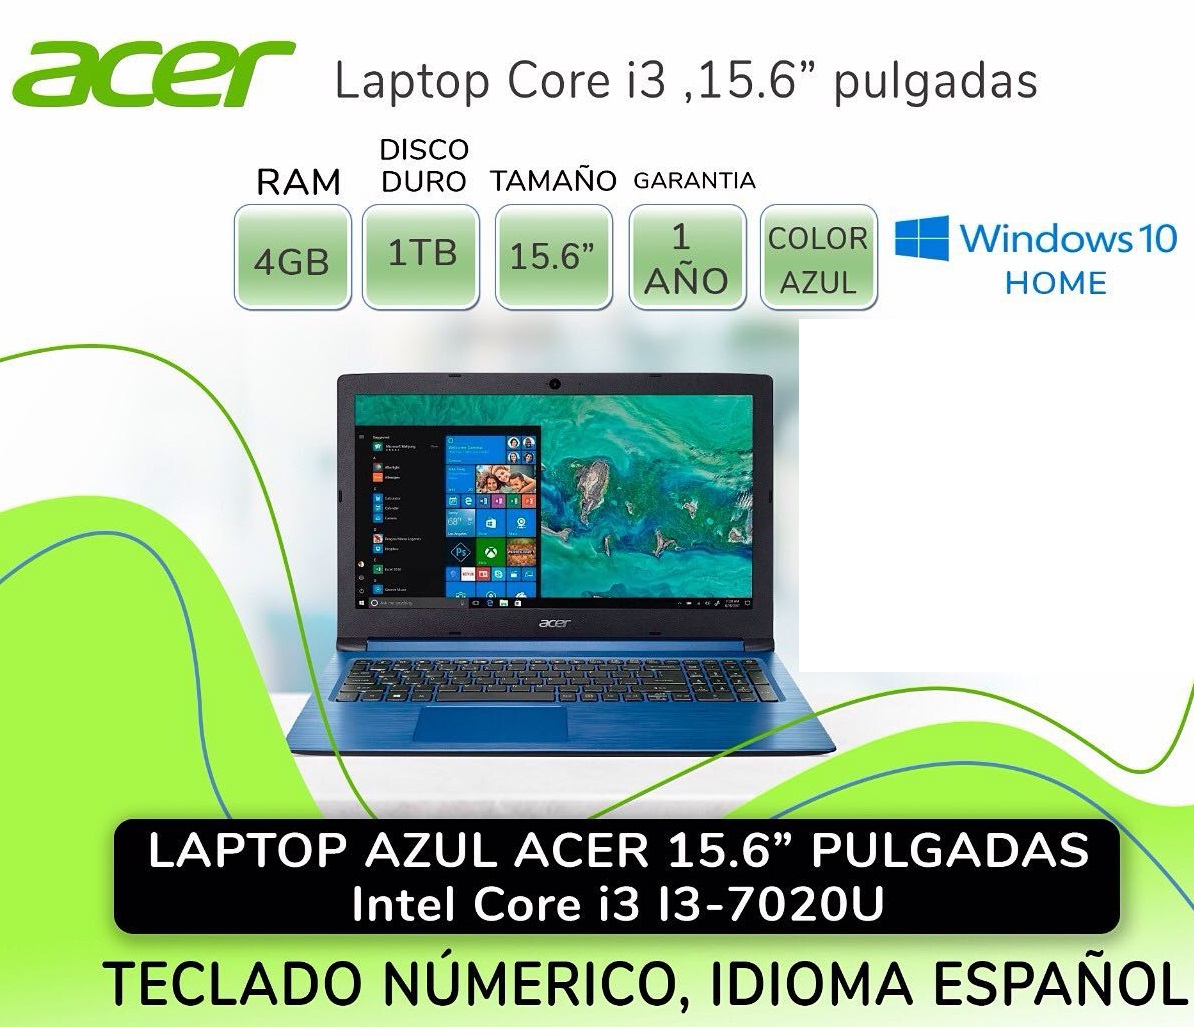 acer
Laptop Core i3 ,15.6” pulgadas
RAM
DISCO
DURO
TAMAÑO
GARANTIA
4GB
1TB
15.6”
1
AÑO
COLOR
AZUL
Windows 10
HOME
acer
LAPTOP AZUL ACER 15.6” PULGADAS
Intel Core i3 I3-7020U
TECLADO NÚMERICO, IDIOMA ESPAÑOL